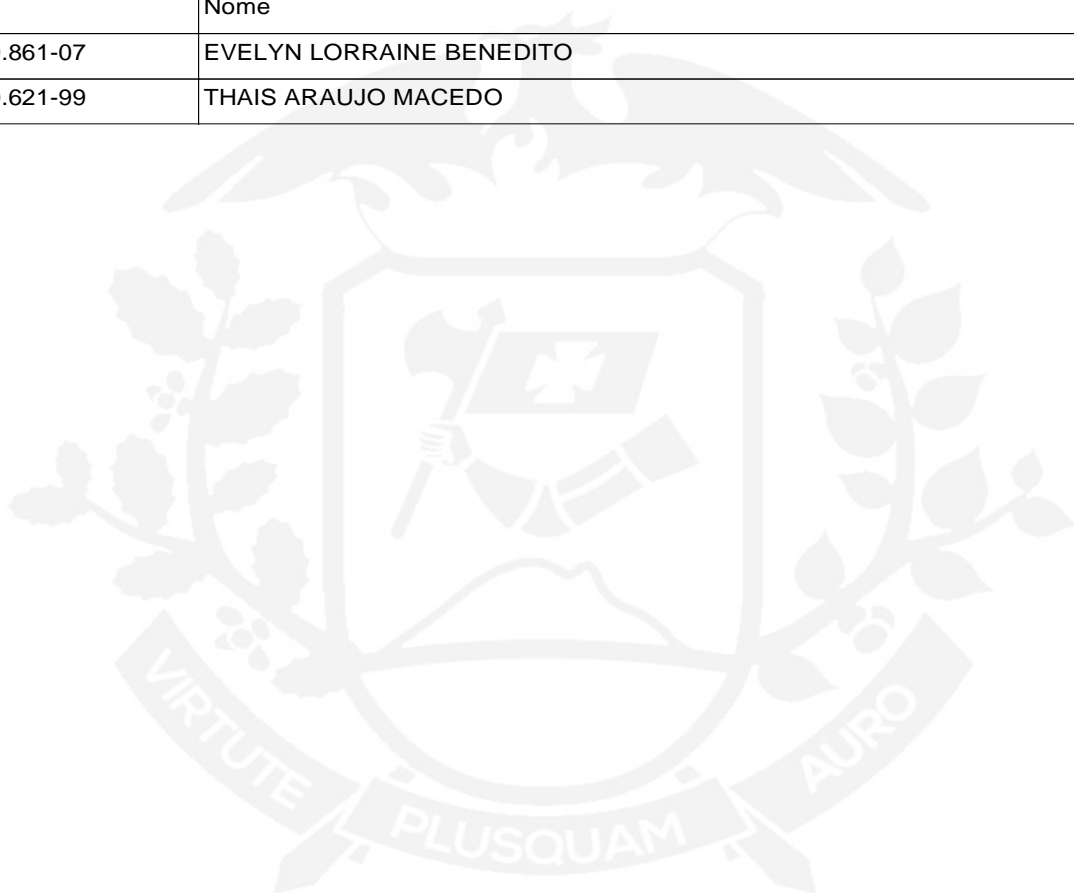 Nome
.861-07 EVELYN LORRAINE BENEDITO
.621-99 THAIS ARAUJO MACEDO
VIRTUTE PLUSQUAM AURO